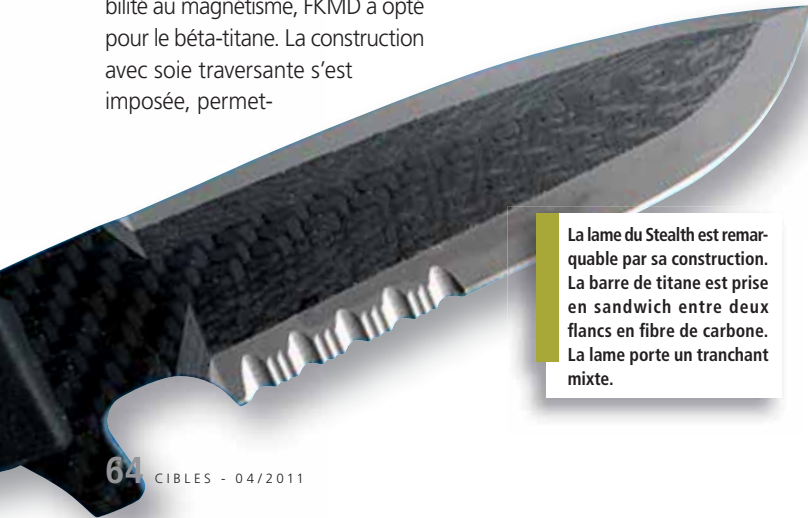 bilité au magnétisme, FKMD a opté
pour le béta-titane. La construction
avec soie traversante s’est
imposée, permet-
La lame du Stealth est remar-
quable par sa construction.
La barre de titane est prise
en sandwich entre deux
flancs en fibre de carbone.
La lame porte un tranchant
mixte.
64 CIBLES - 04/2011